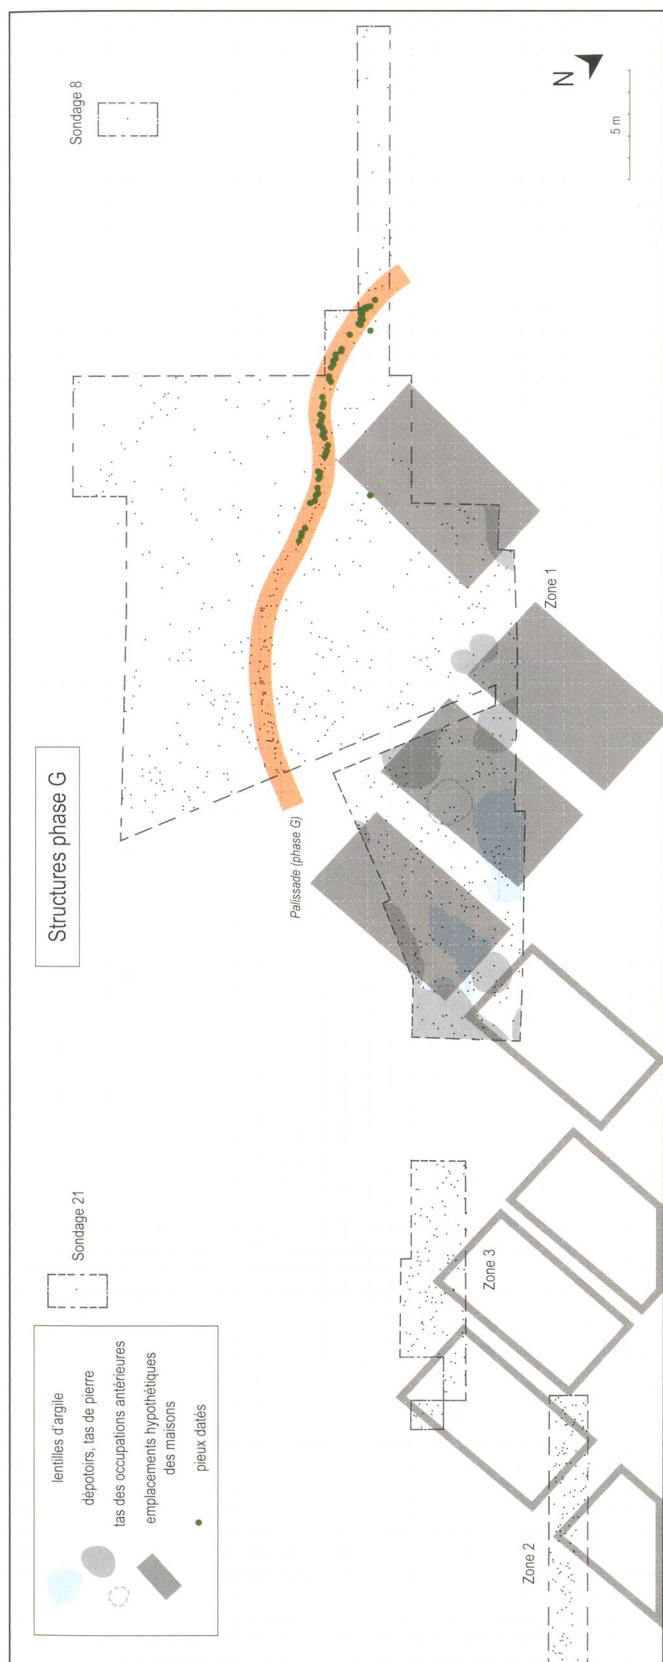 Structures phase G
Sondage 8
N
5 m
Zone 1
Palissade (phase G)
Sondage 21
Zone 3
Zone 2
lentilles d'argile
dépotoirs, tas de pierre
tas des occupations antérieures
emplacements hypothétiques
des maisons
pieux datés